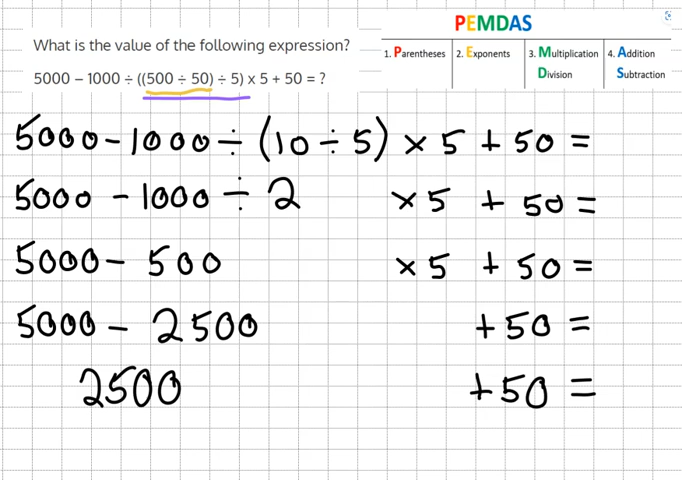 PEMDAS
What is the value of the following expression?
5000 – 1000 ÷ ((500 ÷ 50) ÷ 5) × 5 + 50 = ?
1. Parentheses
2. Exponents
3. Multiplication
Division
4. Addition
Subtraction
5000 - 1000 ÷ (10 ÷ 5) × 5 + 50 =
5000 - 1000 ÷ 2 × 5 + 50 =
5000 - 500 × 5 + 50 =
5000 - 2500 + 50 =
2500 + 50 =